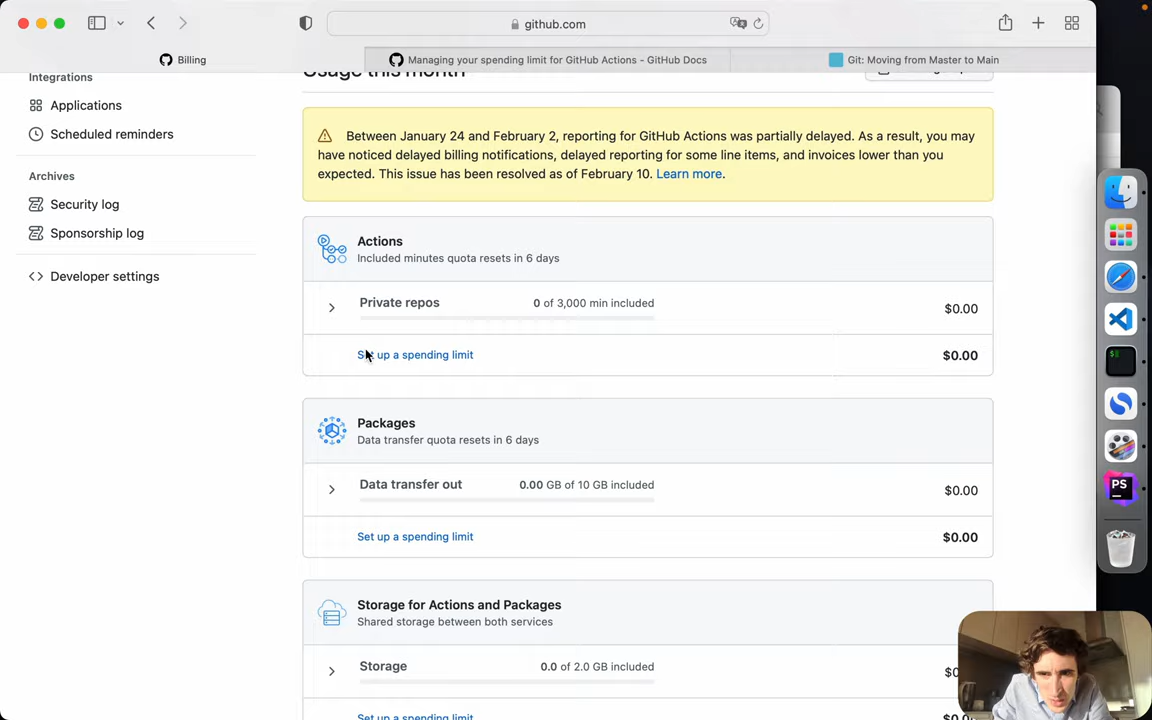 github.com
Billing
Managing your spending limit for GitHub Actions - GitHub Docs
Git: Moving from Master to Main
Integrations
Applications
Scheduled reminders
Archives
Security log
Sponsorship log
Developer settings
Usage this month
Between January 24 and February 2, reporting for GitHub Actions was partially delayed. As a result, you may
have noticed delayed billing notifications, delayed reporting for some line items, and invoices lower than you
expected. This issue has been resolved as of February 10. Learn more.
Actions
Included minutes quota resets in 6 days
Private repos
0 of 3,000 min included
$0.00
Set up a spending limit
$0.00
Packages
Data transfer quota resets in 6 days
Data transfer out
0.00 GB of 10 GB included
$0.00
Set up a spending limit
$0.00
Storage for Actions and Packages
Shared storage between both services
Storage
0.0 of 2.0 GB included
Set up a spending limit
PS